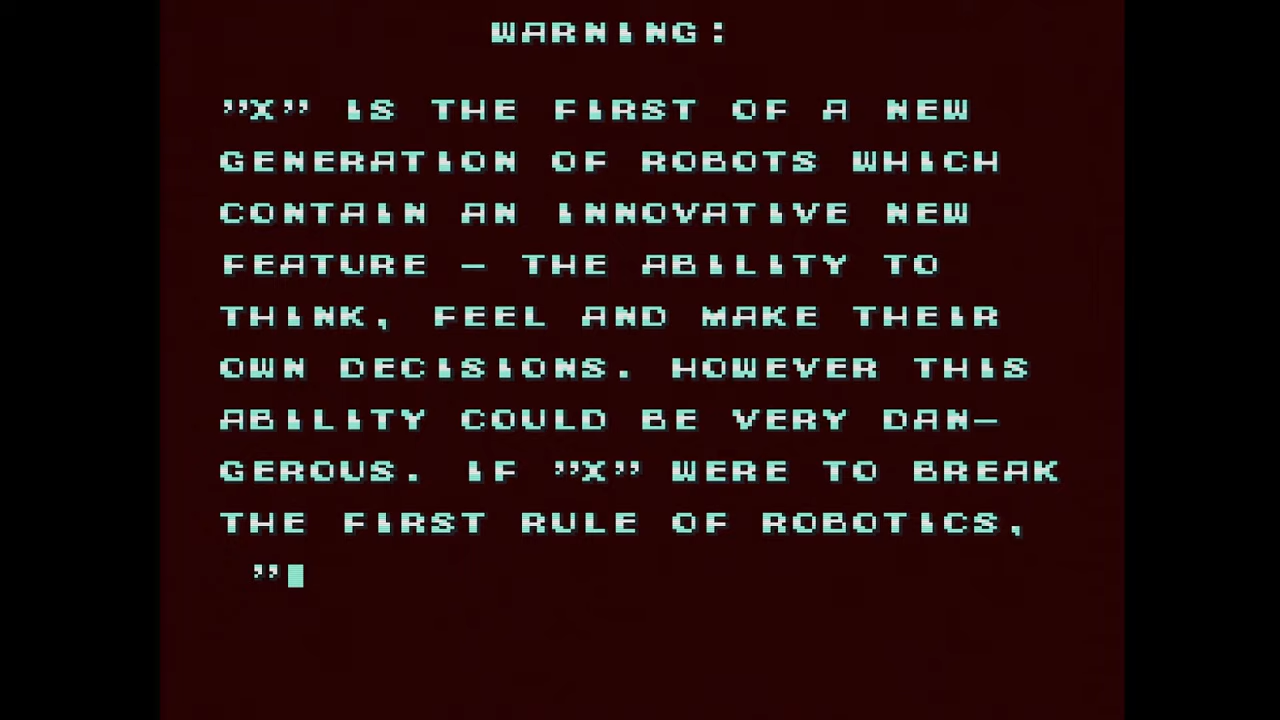 WARNING:
"X" IS THE FIRST OF A NEW
GENERATION OF ROBOTS WHICH
CONTAIN AN INNOVATIVE NEW
FEATURE – THE ABILITY TO
THINK, FEEL AND MAKE THEIR
OWN DECISIONS. HOWEVER THIS
ABILITY COULD BE VERY DAN–
GEROUS. IF "X" WERE TO BREAK
THE FIRST RULE OF ROBOTICS,
"